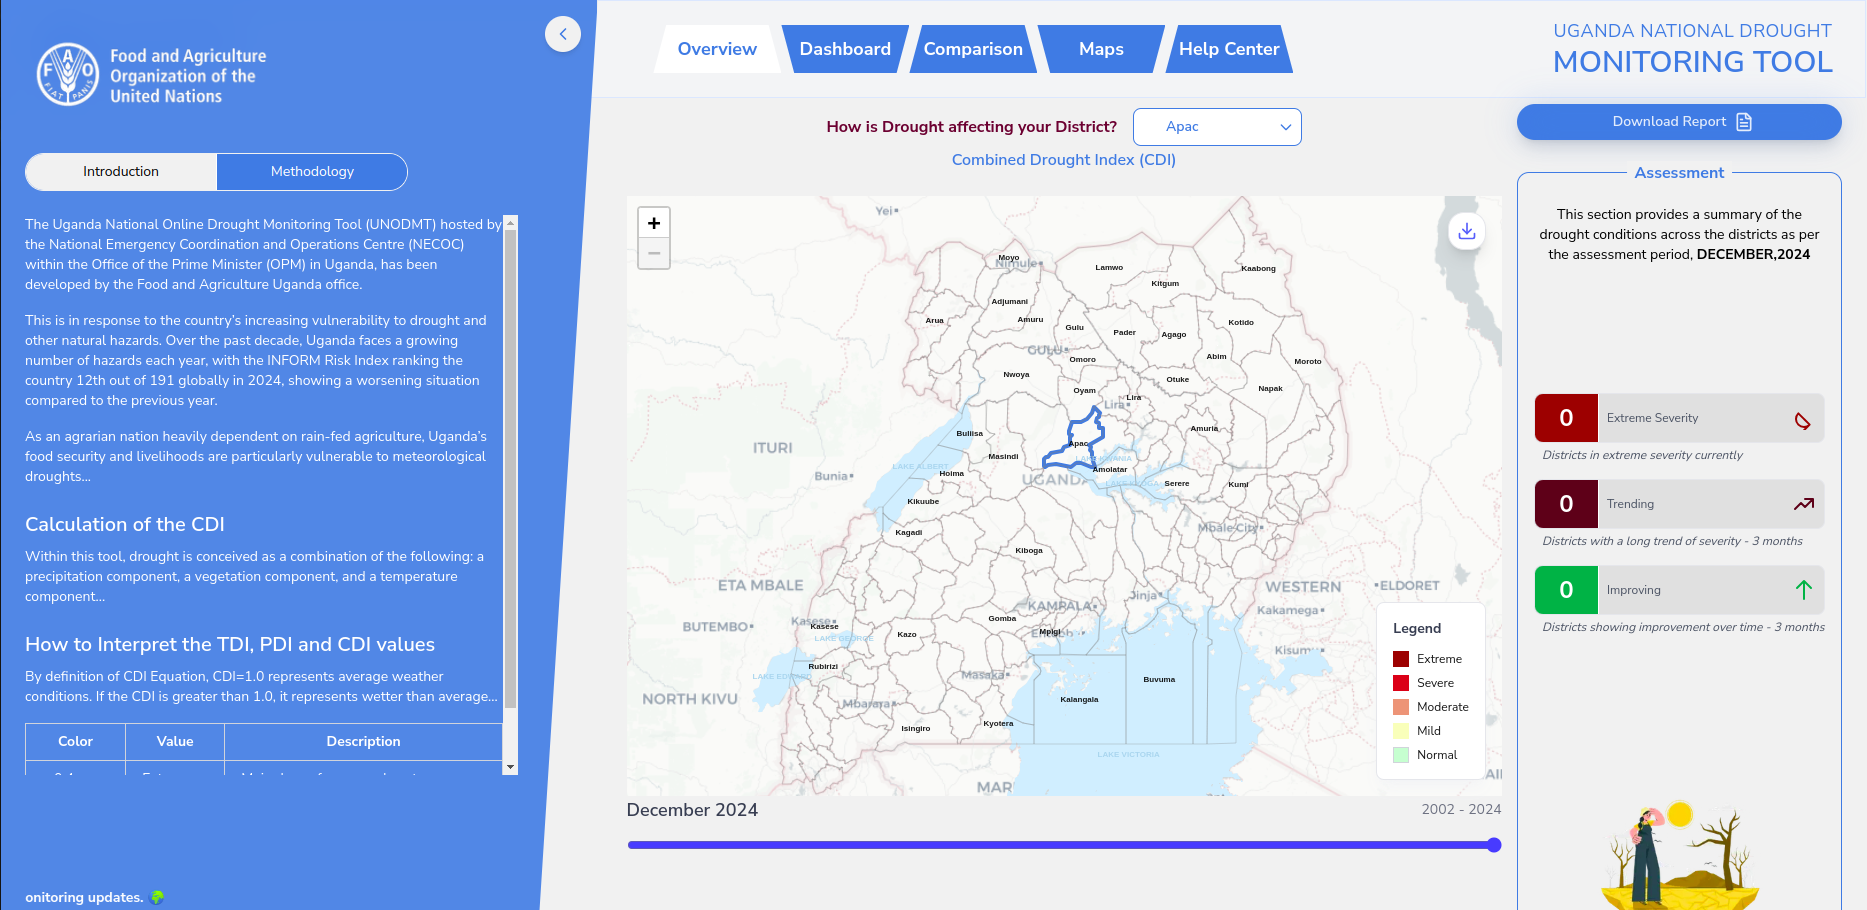 Food and Agriculture
Organization of the
United Nations
FAO
FIAT PANIS
Introduction
Methodology
The Uganda National Online Drought Monitoring Tool (UNODMT) hosted by
the National Emergency Coordination and Operations Centre (NECOC)
within the Office of the Prime Minister (OPM) in Uganda, has been
developed by the Food and Agriculture Uganda office.
This is in response to the country's increasing vulnerability to drought and
other natural hazards. Over the past decade, Uganda faces a growing
number of hazards each year, with the INFORM Risk Index ranking the
country 12th out of 191 globally in 2024, showing a worsening situation
compared to the previous year.
As an agrarian nation heavily dependent on rain-fed agriculture, Uganda's
food security and livelihoods are particularly vulnerable to meteorological
droughts...
Calculation of the CDI
Within this tool, drought is conceived as a combination of the following: a
precipitation component, a vegetation component, and a temperature
component...
How to Interpret the TDI, PDI and CDI values
By definition of CDI Equation, CDI=1.0 represents average weather
conditions. If the CDI is greater than 1.0, it represents wetter than average...
Color
Value
Description
onitoring updates.
Overview
Dashboard
Comparison
Maps
Help Center
UGANDA NATIONAL DROUGHT
MONITORING TOOL
How is Drought affecting your District?
Apac
Combined Drought Index (CDI)
+
−
Yei
Moyo
Nimule
Lamwo
Kaabong
Kitgum
Adjumani
Arua
Amuru
Gulu
Pader
Agago
Kotido
GULU
Omoro
Abim
Moroto
Nwoya
Otuke
Napak
Oyam
Lira
Lira
Amuria
Buliisa
Apac
ITURI
Masindi
LAKE KWANIA
LAKE ALBERT
Amolatar
Bunia
Hoima
UGANDA
LAKE KYOGA
Serere
Kumi
Kikuube
Mbale City
Kagadi
Kiboga
ETA MBALE
WESTERN
ELDORET
Jinja
KAMPALA
Kakamega
Gomba
BUTEMBO
Kasese
Kasese
Kazo
Mpigi
LAKE GEORGE
Kisumu
Rubirizi
LAKE EDWARD
Masaka
Buvuma
NORTH KIVU
Mbarara
Kalangala
Kyotera
Isingiro
LAKE VICTORIA
MAR
Legend
Extreme
Severe
Moderate
Mild
Normal
December 2024
2002 - 2024
Download Report
Assessment
This section provides a summary of the
drought conditions across the districts as per
the assessment period, DECEMBER,2024
0
Extreme Severity
Districts in extreme severity currently
0
Trending
Districts with a long trend of severity - 3 months
0
Improving
Districts showing improvement over time - 3 months